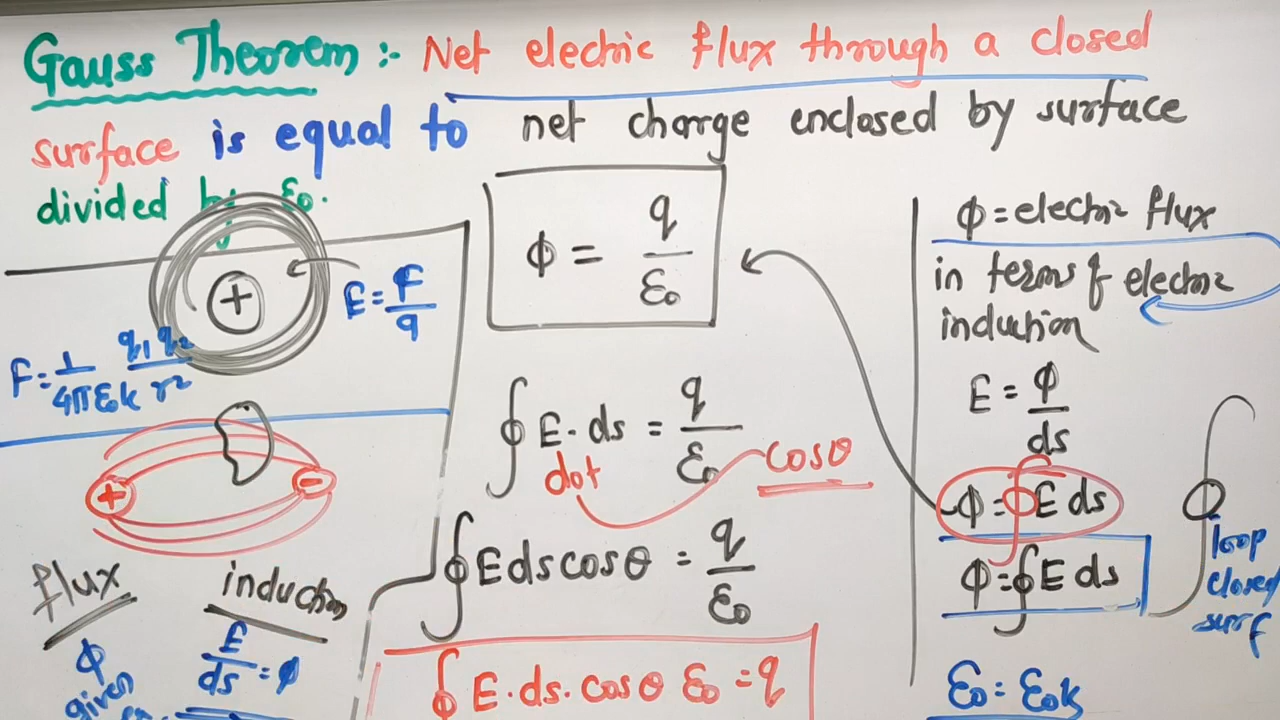 Gauss Theorem :- Net electric flux through a closed
surface is equal to net charge enclosed by surface
divided by ε₀.
+
E = F/q
F = 1/4πε₀k q₁q₂/r²
+ -
flux induction
ϕ E/ds = ϕ
given
ϕ = q/ε₀
∮ E · ds = q/ε₀
dot cosθ
∮ E ds cosθ = q/ε₀
∮ E · ds · cosθ ε₀ = q
ϕ = electric flux
in terms of electric
induction
E = ϕ/ds
ϕ = ∮ E ds
ϕ = ∮ E ds
loop
closed
surf
ε₀ = ε₀k